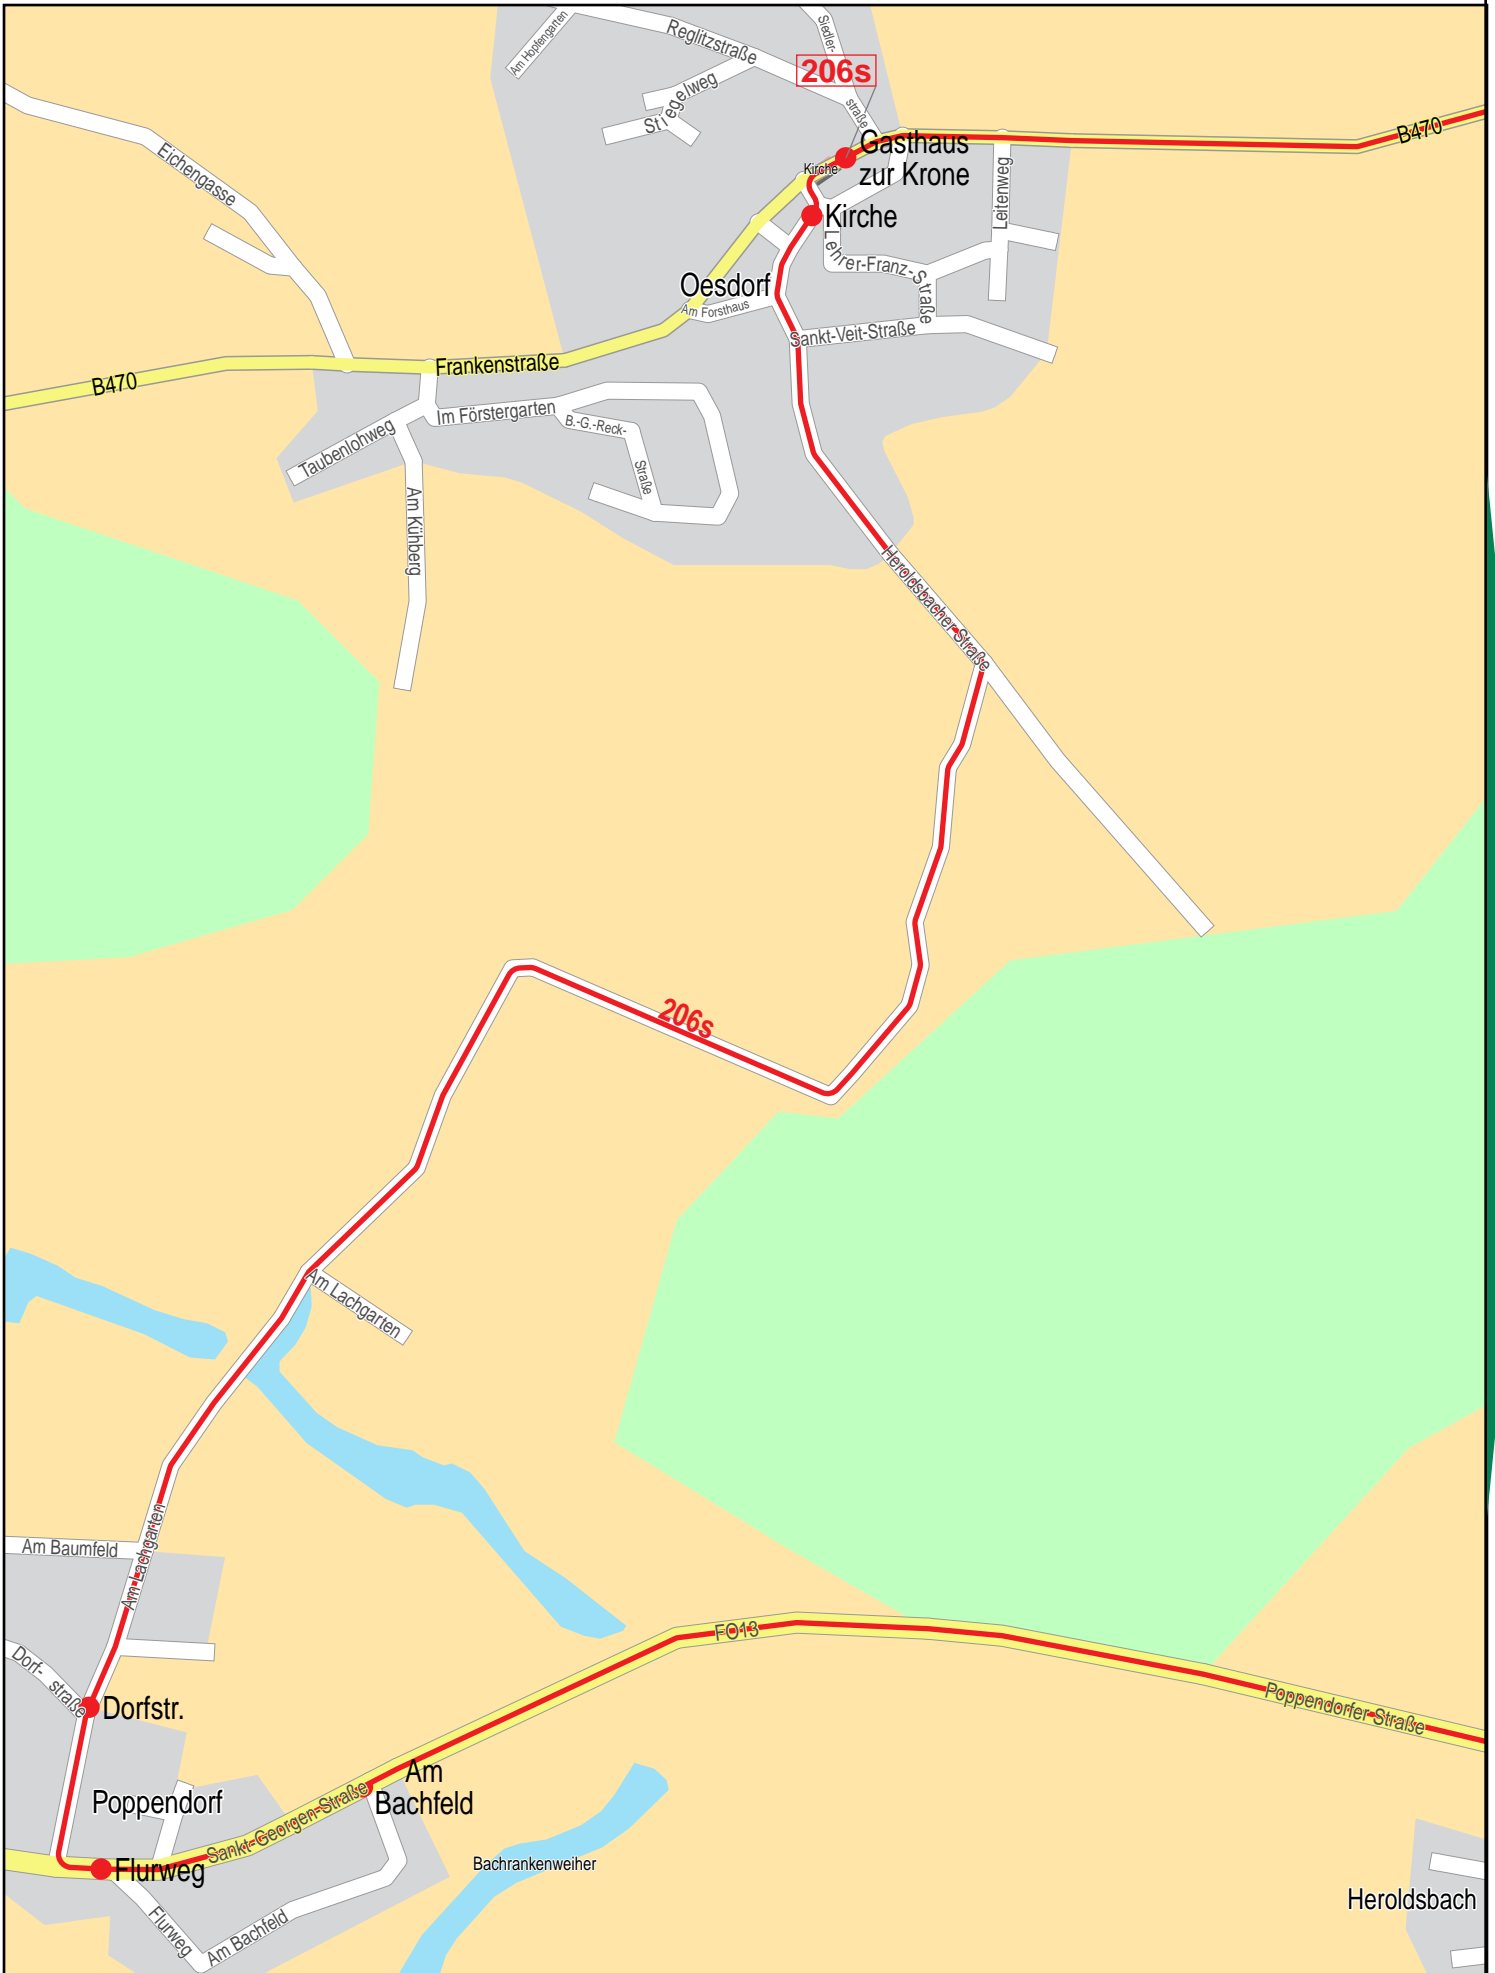 Am Hopfengarten
Reglitzstraße
Siedler-
straße
206s
Stiegelweg
Gasthaus
zur Krone
B470
Kirche
Kirche
Eichengasse
Leitenweg
Lehrer-Franz-Straße
Oesdorf
Am Forsthaus
Sankt-Veit-Straße
B470
Frankenstraße
Im Förstergarten
B.-G.-Reck-
Straße
Taubenlohweg
Am Kühberg
Heroldsbacher Straße
206s
Am Lachgarten
Am Lachgarten
Am Baumfeld
FO13
Dorf-
straße
Dorfstr.
Poppendorfer Straße
Am
Bachfeld
Poppendorf
Sankt-Georgen-Straße
Flurweg
Bachrankenweiher
Heroldsbach
Flurweg
Am Bachfeld